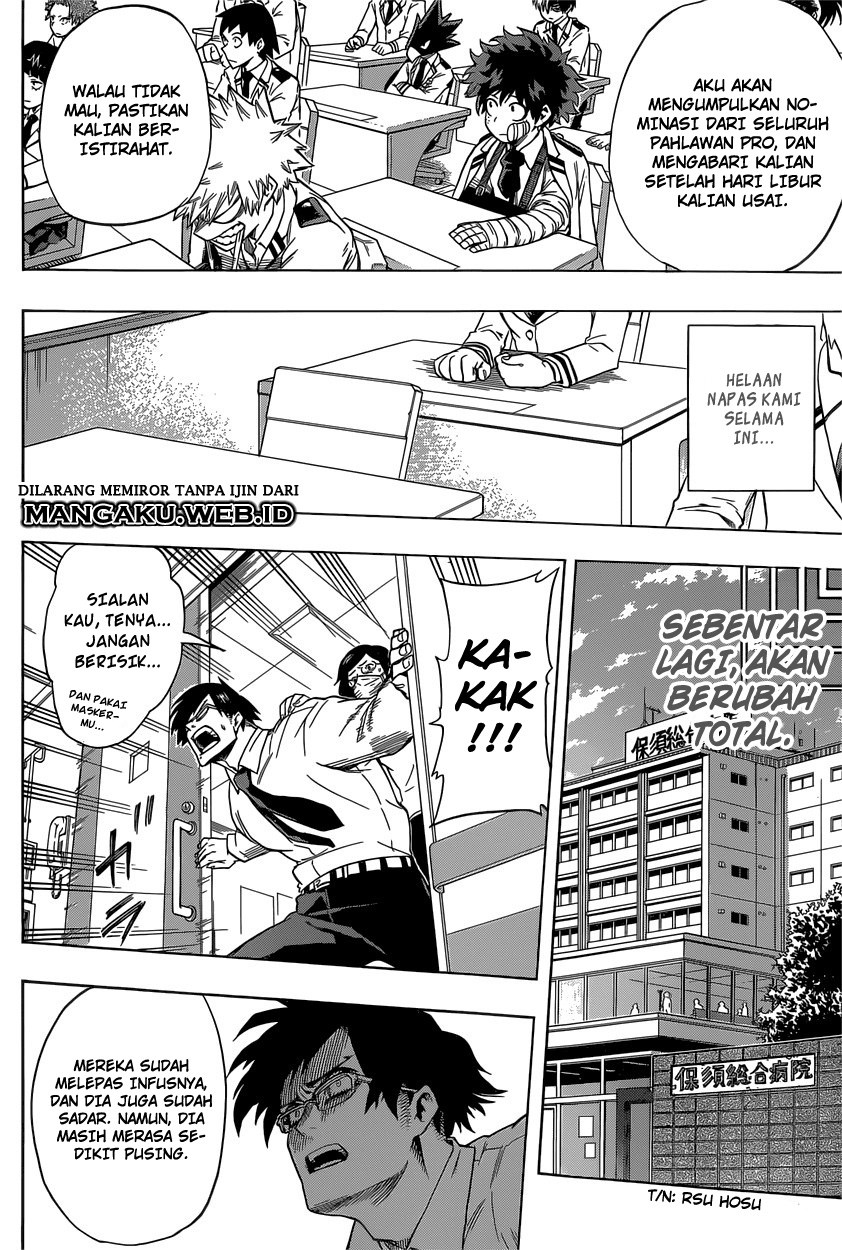 AKU AKAN
MENGUMPULKAN NO-
MINASI DARI SELURUH
PAHLAWAN PRO, DAN
MENGABARI KALIAN
SETELAH HARI LIBUR
KALIAN USAI.
WALAU TIDAK
MAU, PASTIKAN
KALIAN BER-
ISTIRAHAT.
HELAAN
NAPAS KAMI
SELAMA
INI...
DILARANG MEMIROR TANPA IJIN DARI
MANGAKU.WEB.ID
SEBENTAR
LAGI, AKAN
BERUBAH
TOTAL.
保須総合
保須総合病院
T/N: RSU HOSU
KA-
KAK
!!!
SIALAN
KAU, TENYA...
JANGAN
BERISIK...
DAN PAKAI
MASKER-
MU...
MEREKA SUDAH
MELEPAS INFUSNYA,
DAN DIA JUGA SUDAH
SADAR. NAMUN, DIA
MASIH MERASA SE-
DIKIT PUSING.